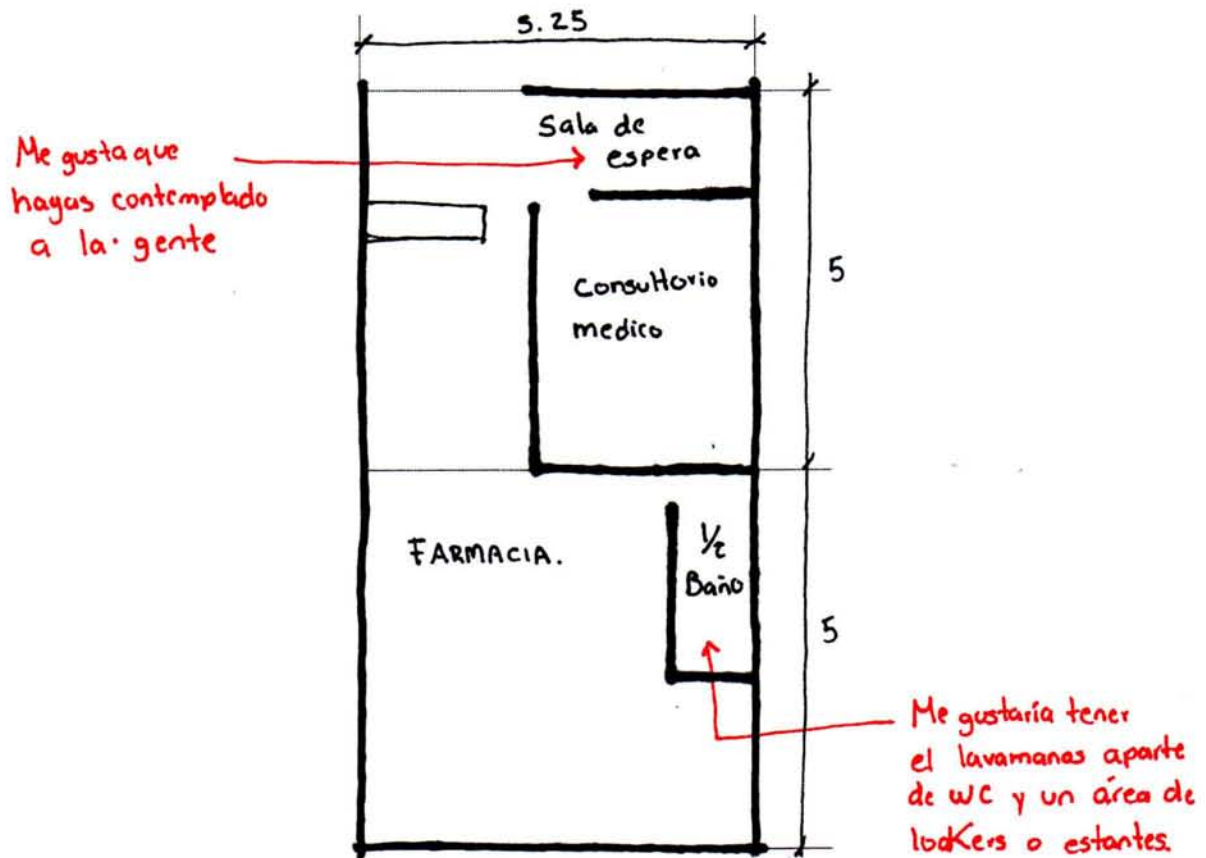 5.25
Sala de
espera
Me gusta que
hayas contemplado
a la gente
5
Consultorio
medico
FARMACIA.
1/2
Baño
5
Me gustaría tener
el lavamanos aparte
de WC y un área de
lockers o estantes.